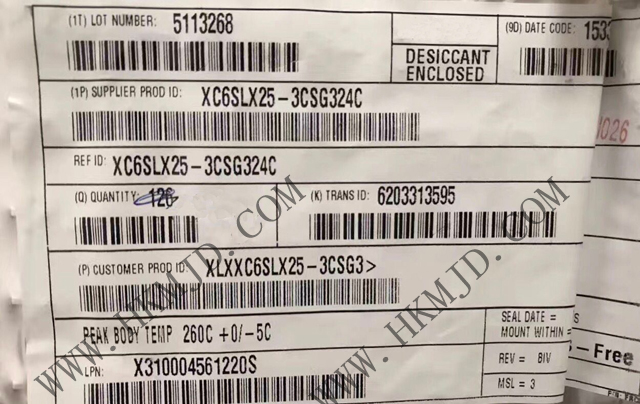 (1T) LOT NUMBER: 5113268
(9D) DATE CODE: 1533
DESICCANT
ENCLOSED
(1P) SUPPLIER PROD ID: XC6SLX25-3CSG324C
1026
REF ID: XC6SLX25-3CSG324C
(Q) QUANTITY: 126
(K) TRANS ID: 6203313595
(P) CUSTOMER PROD ID: XLXXC6SLX25-3CSG3>
PEAK BODY TEMP 260C +0/-5C
SEAL DATE =
MOUNT WITHIN =
-Free
LPN: X310004561220S
REV = BIV
MSL = 3
WWW.HKMJD.COM
WWW.HKMJD.COM